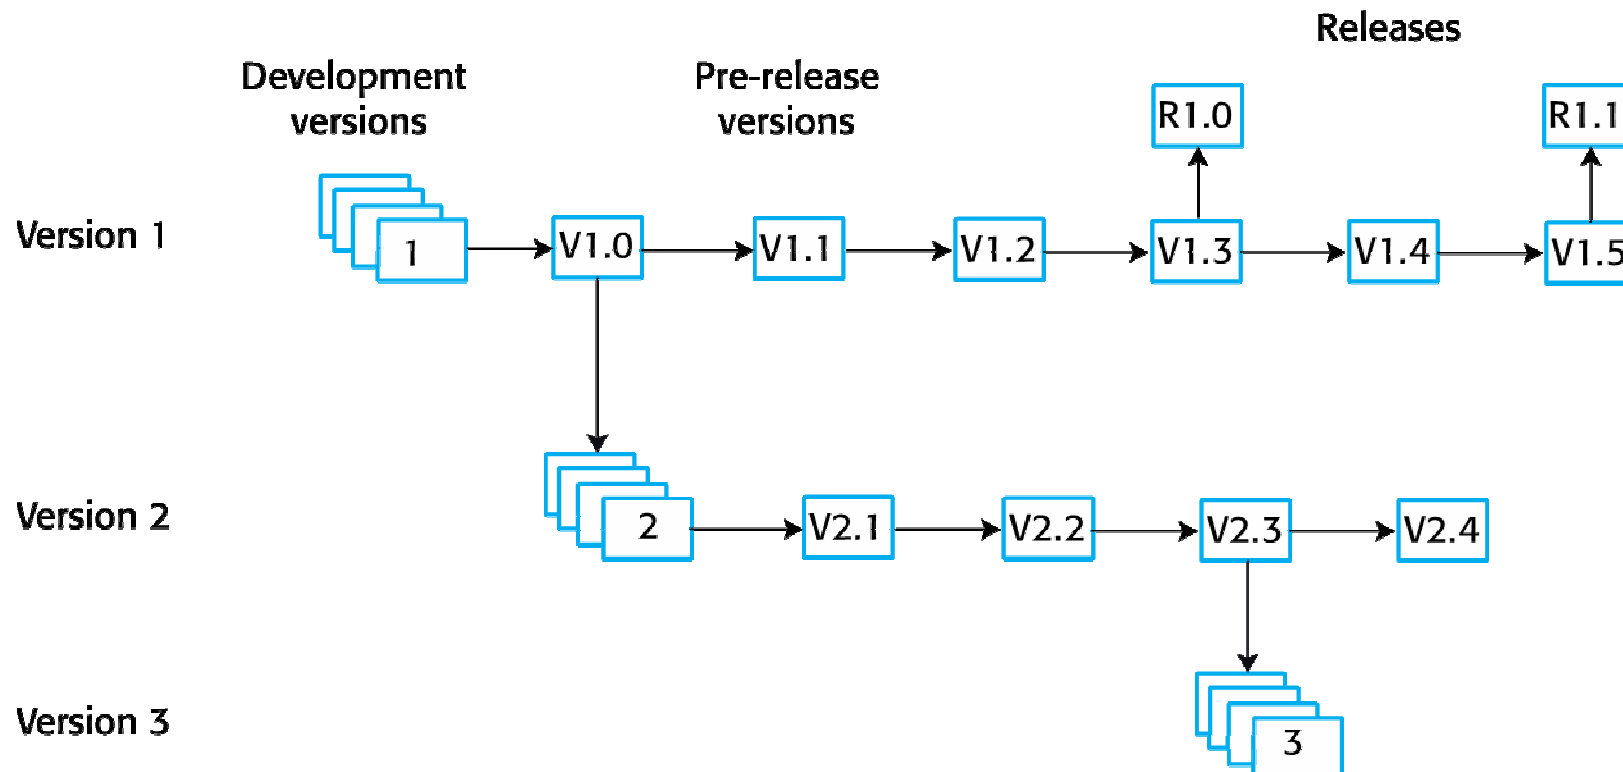 Releases
Development
versions
Pre-release
versions
R1.0
R1.1
Version 1
1
V1.0
V1.1
V1.2
V1.3
V1.4
V1.5
Version 2
2
V2.1
V2.2
V2.3
V2.4
Version 3
3